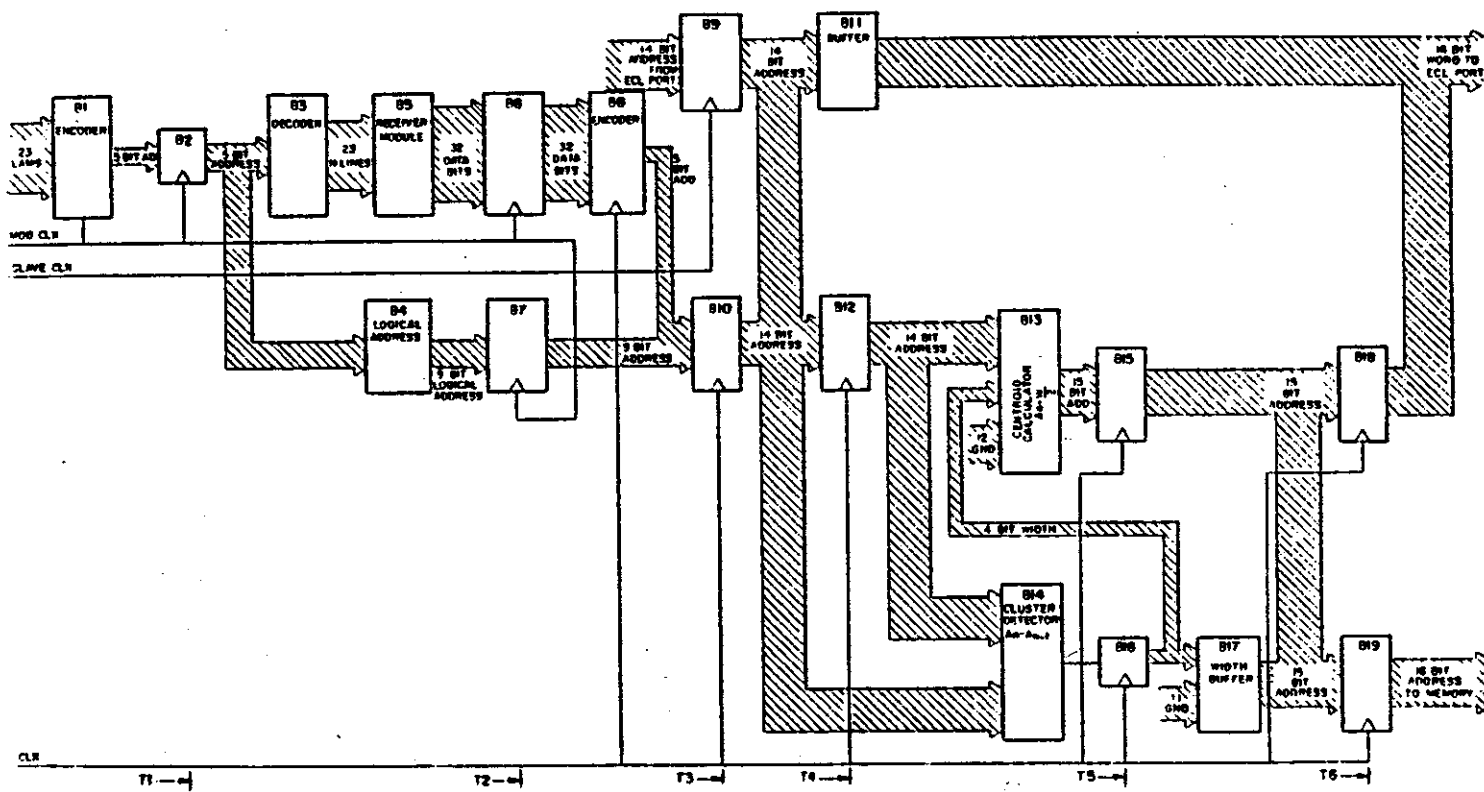 B1
ENCODER
23
LAMS
5 BIT ADD
B2
5 BIT
ADDRESS
B3
DECODER
23
N LINES
B5
RECEIVER
MODULE
32
DATA
BITS
B6
32
DATA
BITS
ENCODER
5
BIT
ADD
14 BIT
ADDRESS
FROM
ECL PORT
B9
14
BIT
ADDRESS
B11
BUFFER
16 BIT
WORD TO
ECL PORT
MOD CLK
SLAVE CLK
B4
LOGICAL
ADDRESS
9 BIT
LOGICAL
ADDRESS
B7
9 BIT
ADDRESS
B10
14 BIT
ADDRESS
B12
14 BIT
ADDRESS
B13
CENTROID
CALCULATOR
12
GND
15
BIT
ADD
B15
15
BIT
ADDRESS
B18
4 BIT WIDTH
B14
CLUSTER
DETECTOR
B16
GND
B17
WIDTH
BUFFER
15
BIT
ADDRESS
B19
16 BIT
ADDRESS
TO MEMORY
CLK
T1
T2
T3
T4
T5
T6